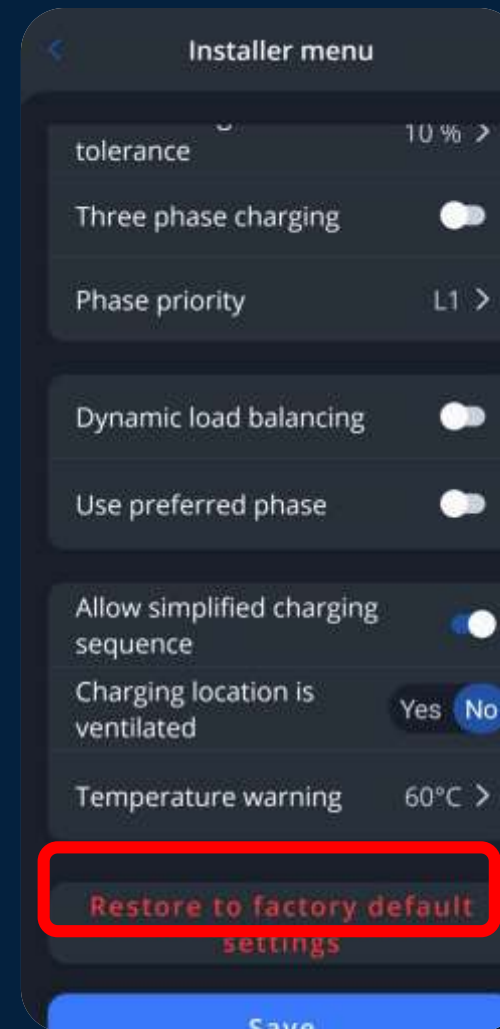 Installer menu
tolerance
10 %
Three phase charging
Phase priority
L1
Dynamic load balancing
Use preferred phase
Allow simplified charging
sequence
Charging location is
ventilated
Yes No
Temperature warning
60°C
Restore to factory default
settings
Save